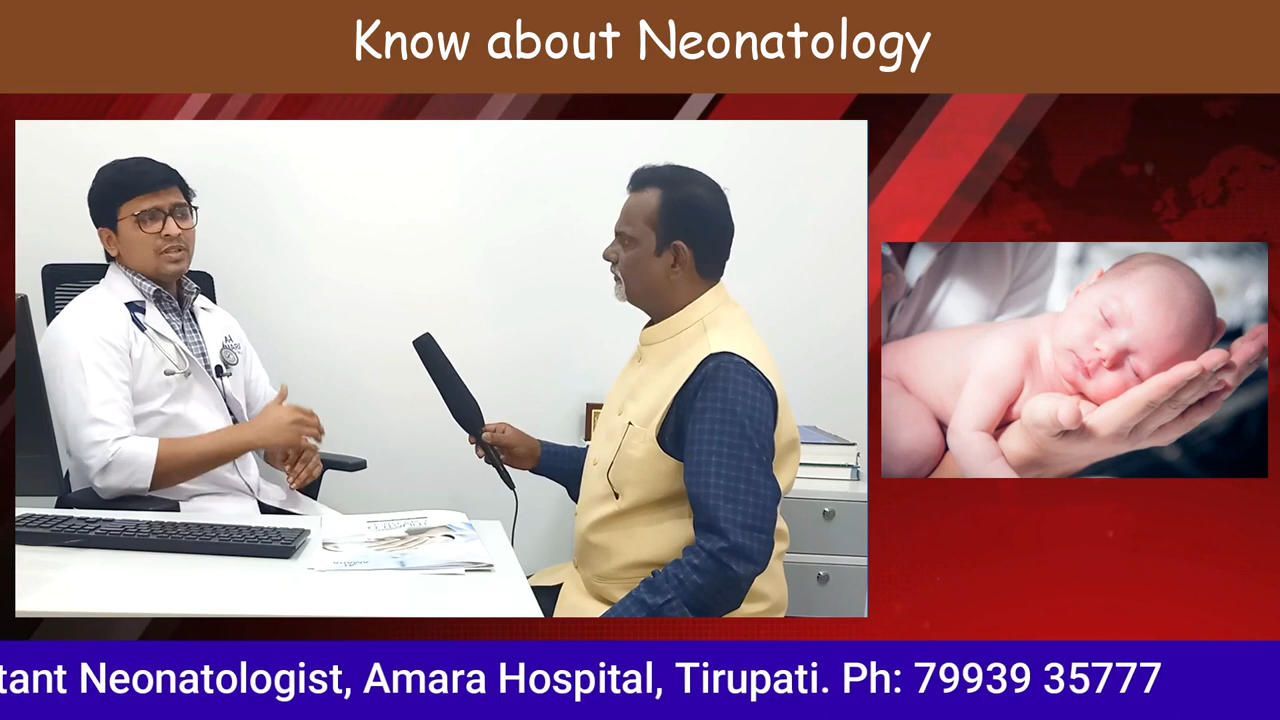 Know about Neonatology
tant Neonatologist, Amara Hospital, Tirupati. Ph: 79939 35777